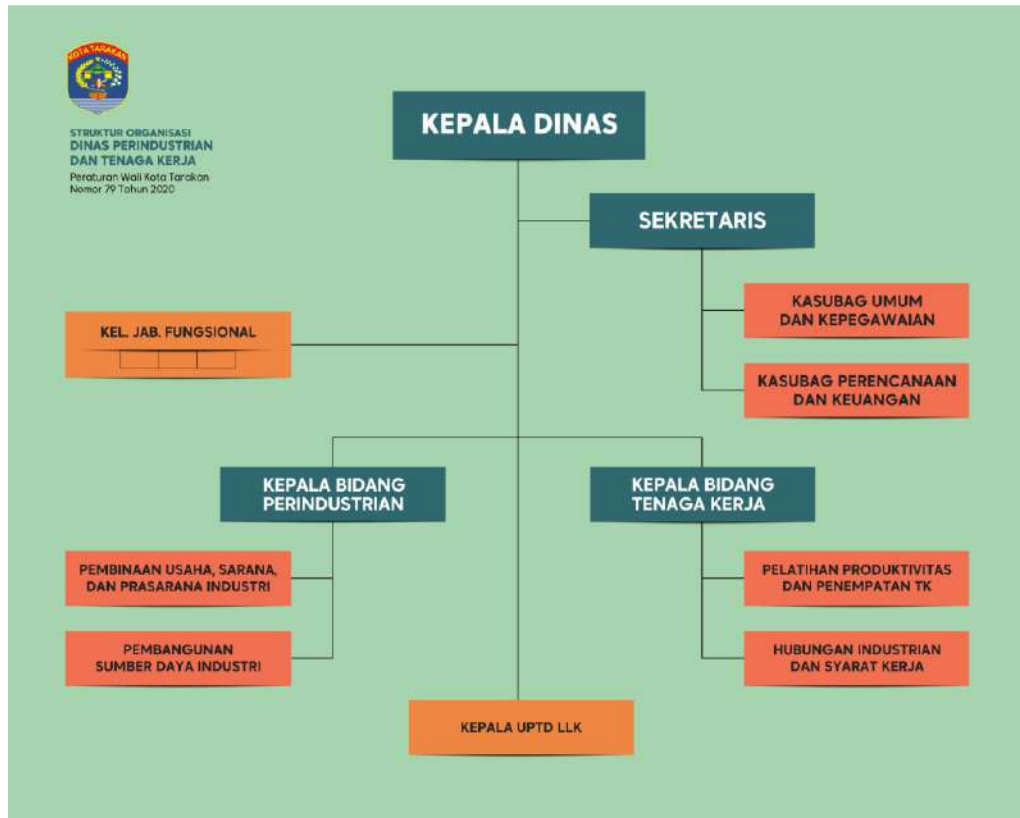 KOTA TARAKAN
STRUKTUR ORGANISASI
DINAS PERINDUSTRIAN
DAN TENAGA KERJA
Peraturan Wali Kota Tarakan
Nomor 79 Tahun 2020
KEPALA DINAS
SEKRETARIS
KASUBAG UMUM
DAN KEPEGAWAIAN
KEL. JAB. FUNGSIONAL
KASUBAG PERENCANAAN
DAN KEUANGAN
KEPALA BIDANG
PERINDUSTRIAN
KEPALA BIDANG
TENAGA KERJA
PEMBINAAN USAHA, SARANA,
DAN PRASARANA INDUSTRI
PELATIHAN PRODUKTIVITAS
DAN PENEMPATAN TK
PEMBANGUNAN
SUMBER DAYA INDUSTRI
HUBUNGAN INDUSTRIAN
DAN SYARAT KERJA
KEPALA UPTD LLK